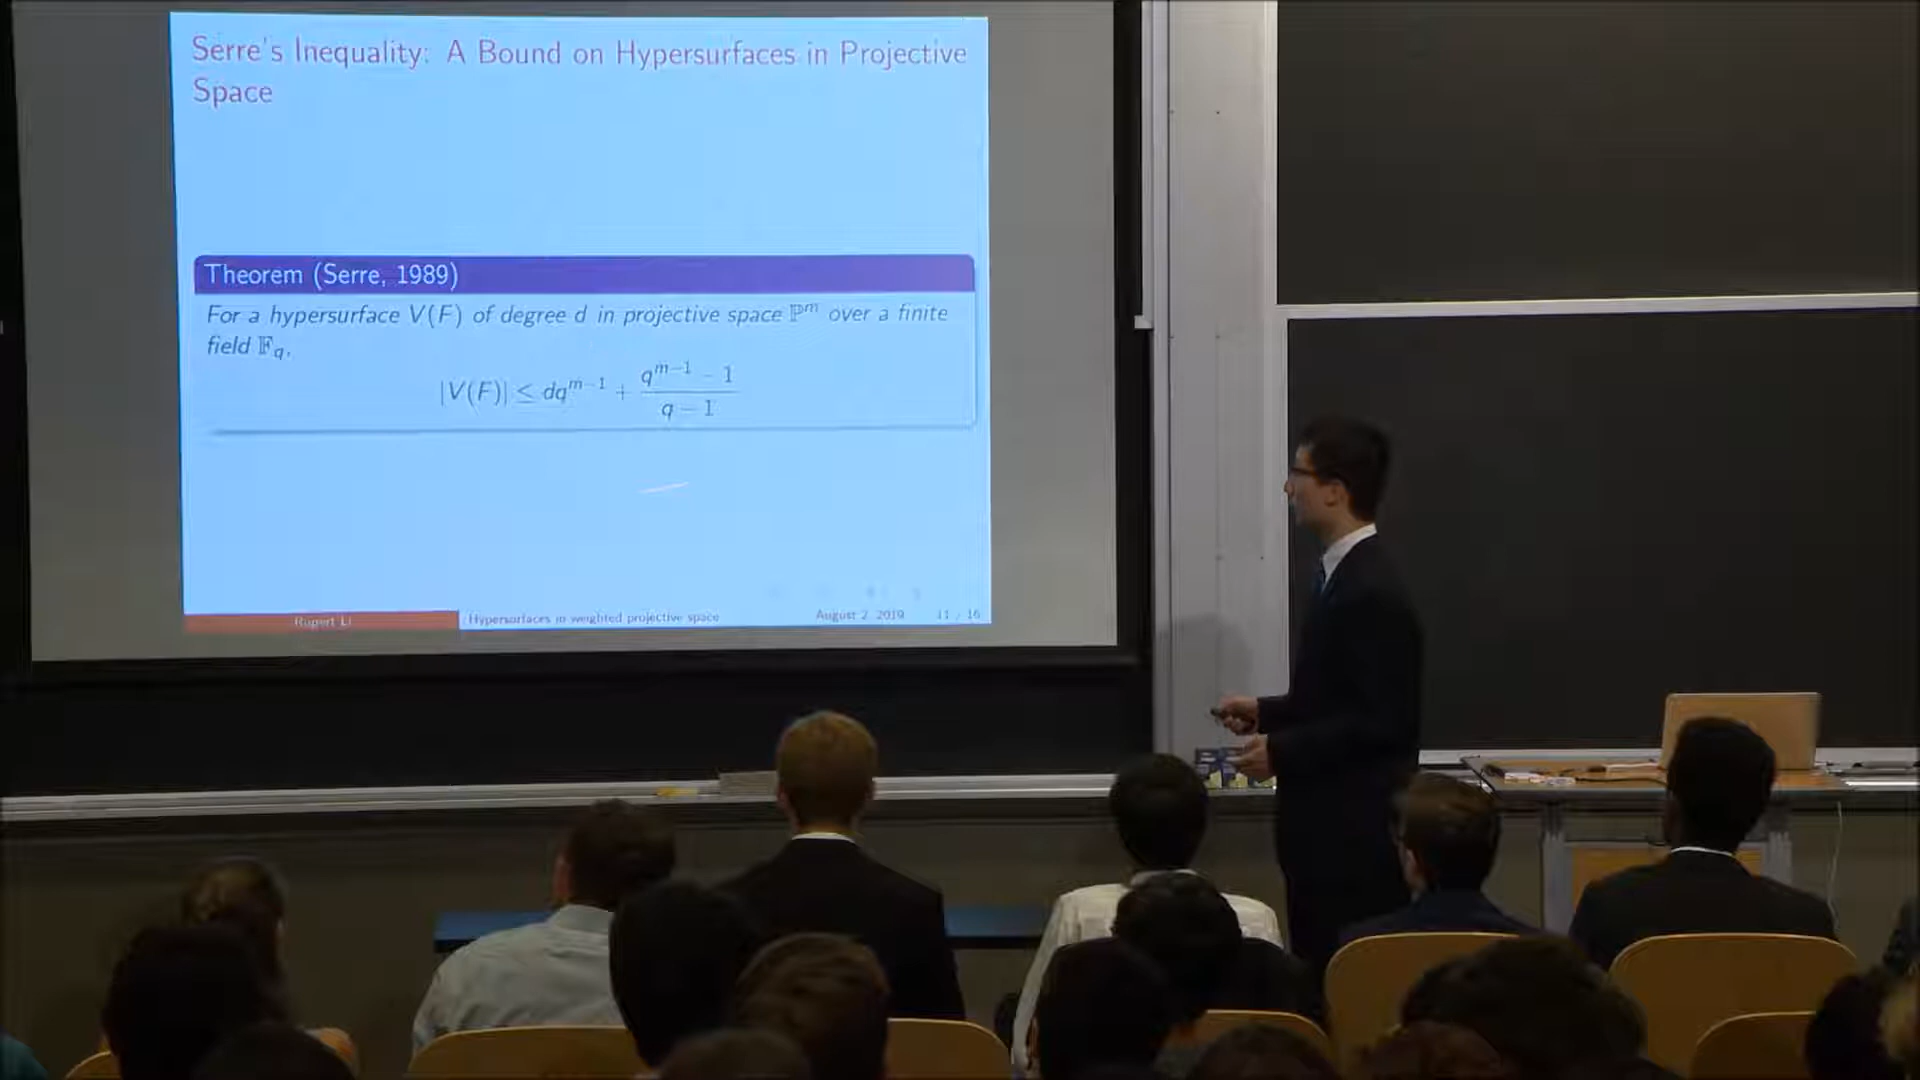 Serre's Inequality: A Bound on Hypersurfaces in Projective
Space
Theorem (Serre, 1989)
For a hypersurface V(F) of degree d in projective space ℙᵐ over a finite
field 𝔽_q,
|V(F)| ≤ dq^{m−1} + \frac{q^{m−1} − 1}{q − 1}
Rupert Li Hypersurfaces in weighted projective space August 2, 2019 11 / 16